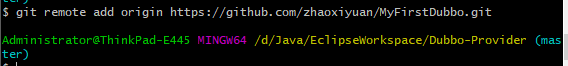 ter)
$ git remote add origin https://github.com/zhaoxiyuan/MyFirstDubbo.git
Administrator@ThinkPad-E445 MINGW64 /d/Java/EclipseWorkspace/Dubbo-Provider (mas
ter)
$